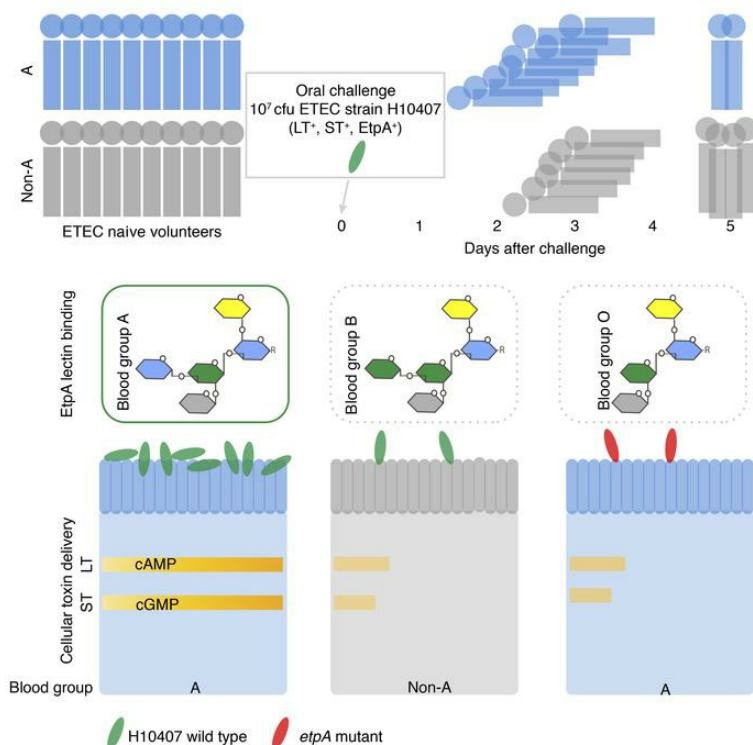 A
Non-A
Oral challenge
10⁷ cfu ETEC strain H10407
(LT⁺, ST⁺, EtpA⁺)
ETEC naive volunteers
0 1 2 3 4 5
Days after challenge
EtpA lectin binding
Blood group A
O
O
O
O
O
O
R
Blood group B
O
O
O
O
O
O
R
Blood group O
O
O
O
O
O
R
Cellular toxin delivery
LT
cAMP
ST
cGMP
Blood group
A
Non-A
A
H10407 wild type
etpA mutant